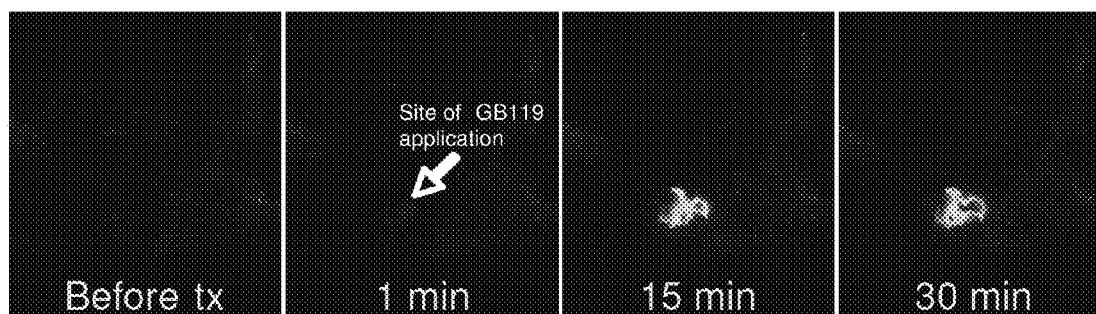 Before tx
Site of GB119
application
1 min
15 min
30 min